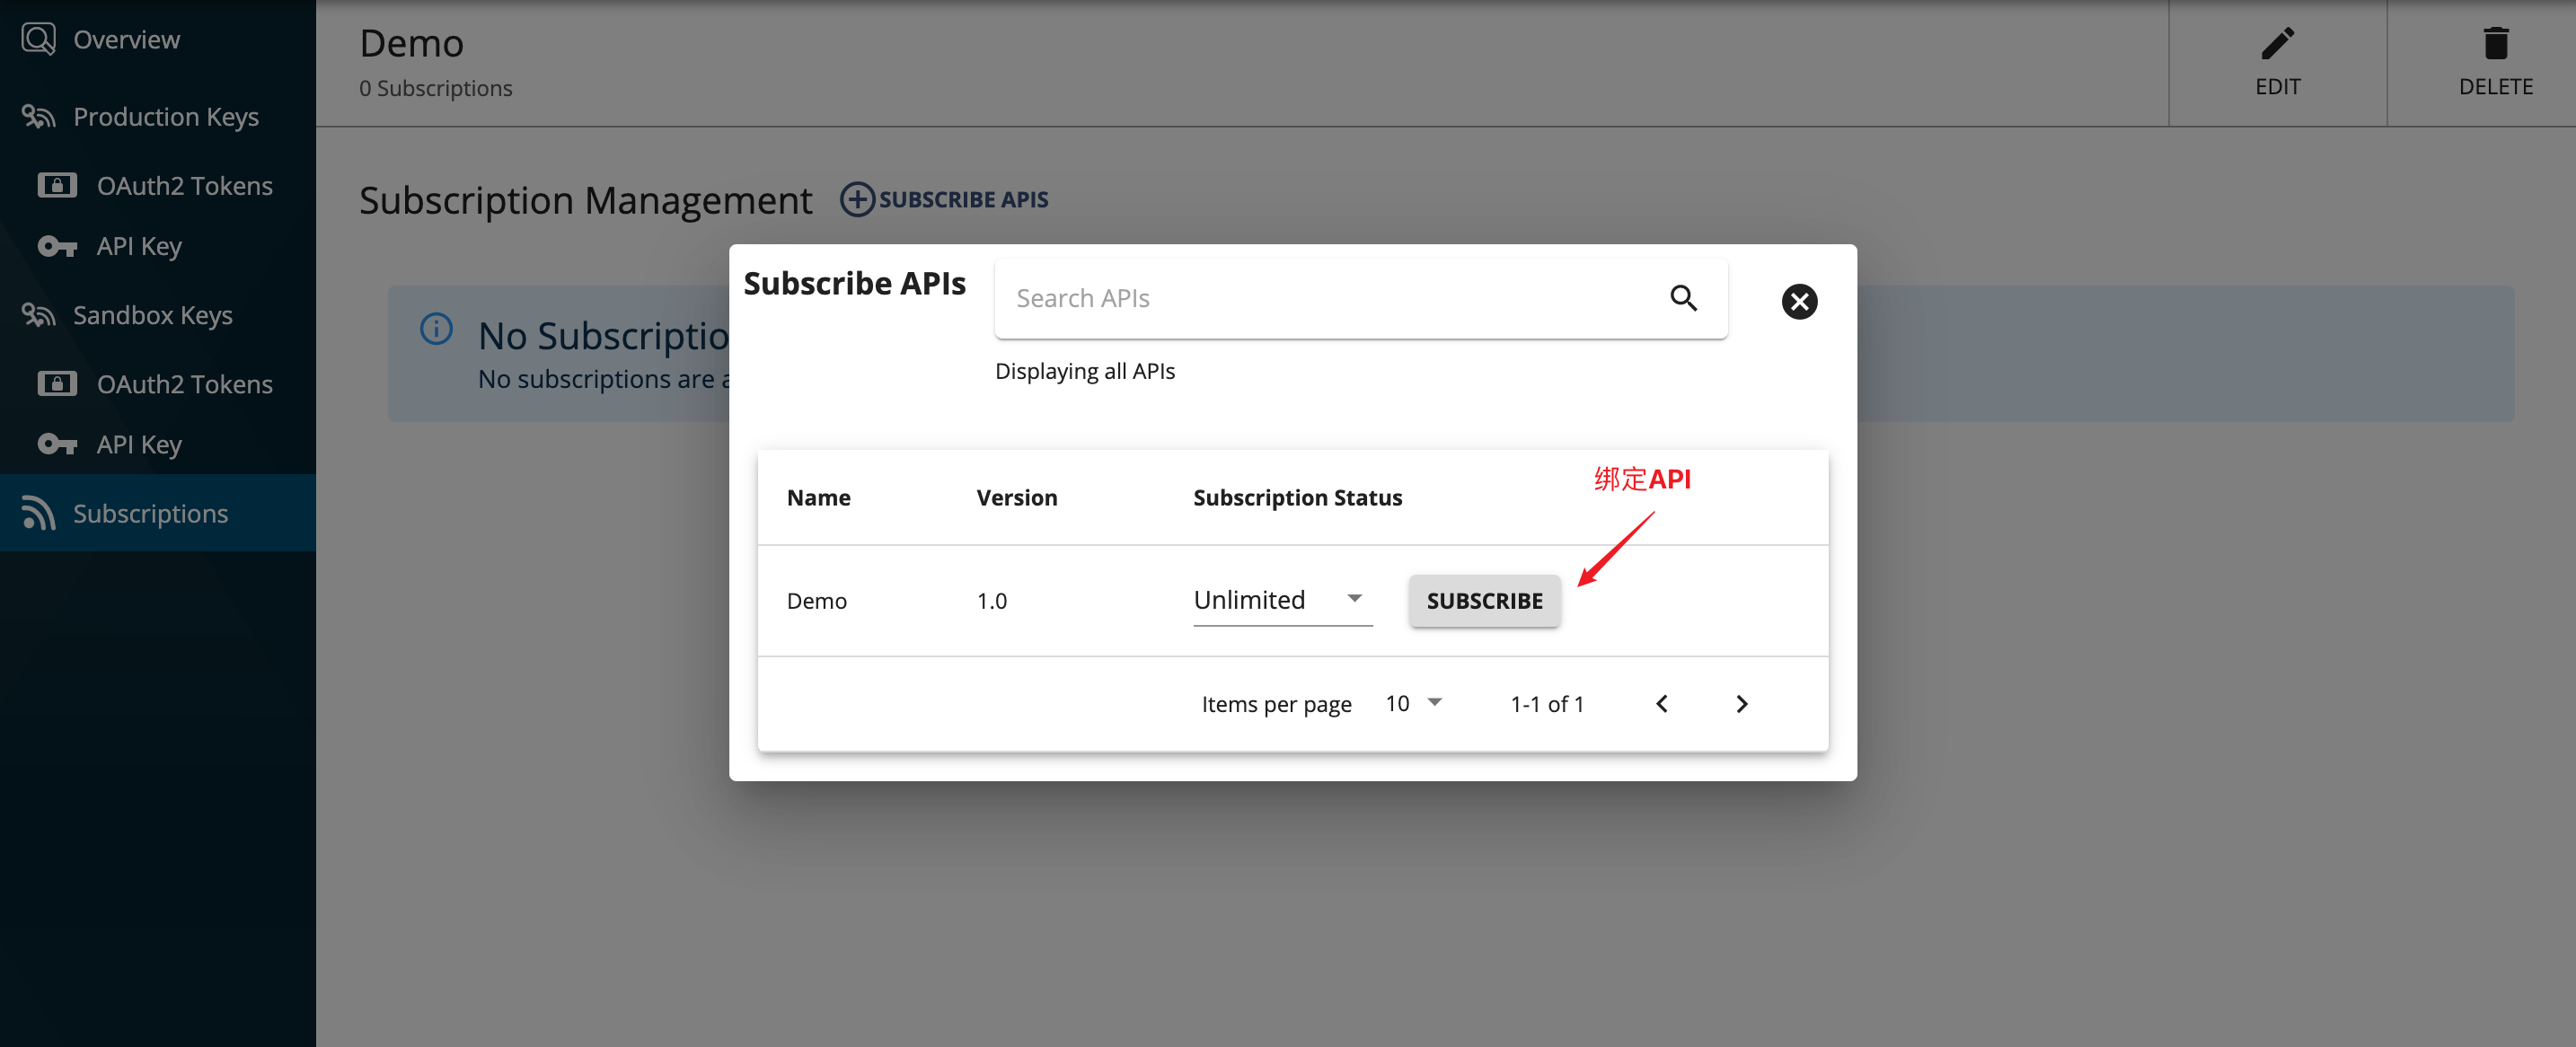 Overview
Production Keys
OAuth2 Tokens
API Key
Sandbox Keys
OAuth2 Tokens
API Key
Subscriptions
Demo
0 Subscriptions
EDIT
DELETE
Subscription Management
SUBSCRIBE APIS
No Subscriptio
No subscriptions are a
Subscribe APIs
Search APIs
Displaying all APIs
绑定API
Name Version Subscription Status
Demo 1.0 Unlimited SUBSCRIBE
Items per page 10 1-1 of 1